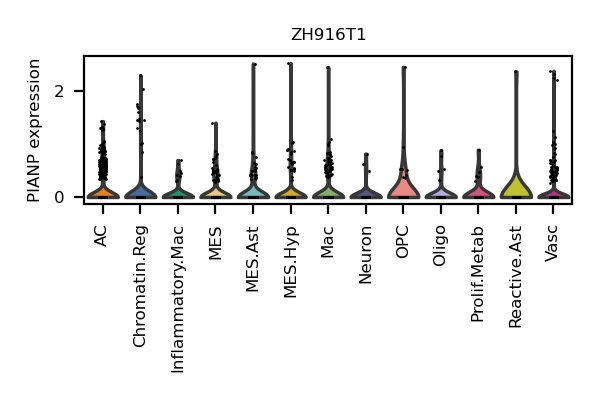 ZH916T1
PIANP expression
2
0
AC
Chromatin.Reg
Inflammatory.Mac
MES
MES.Ast
MES.Hyp
Mac
Neuron
OPC
Oligo
Prolif.Metab
Reactive.Ast
Vasc